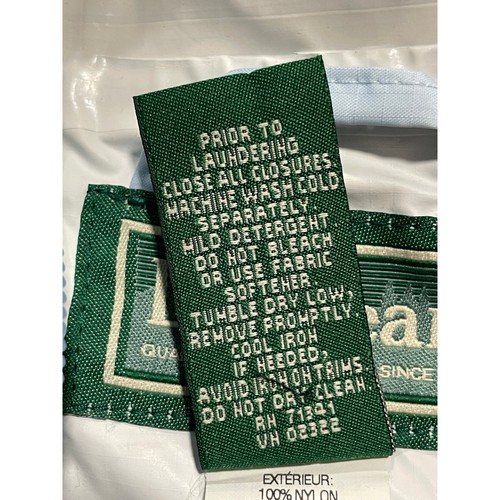 PRIOR TO
LAUNDERING
CLOSE ALL CLOSURES.
MACHINE WASH COLD
SEPARATELY.
MILD DETERGENT
DO NOT BLEACH
OR USE FABRIC
SOFTENER
TUMBLE DRY LOW,
REMOVE PROMPTLY.
COOL IRON
IF NEEDED,
AVOID IRON ON TRIMS
DO NOT DRY CLEAN
RN 71341
VN 02322
SINCE
EXTÉRIEUR:
100% NYLON